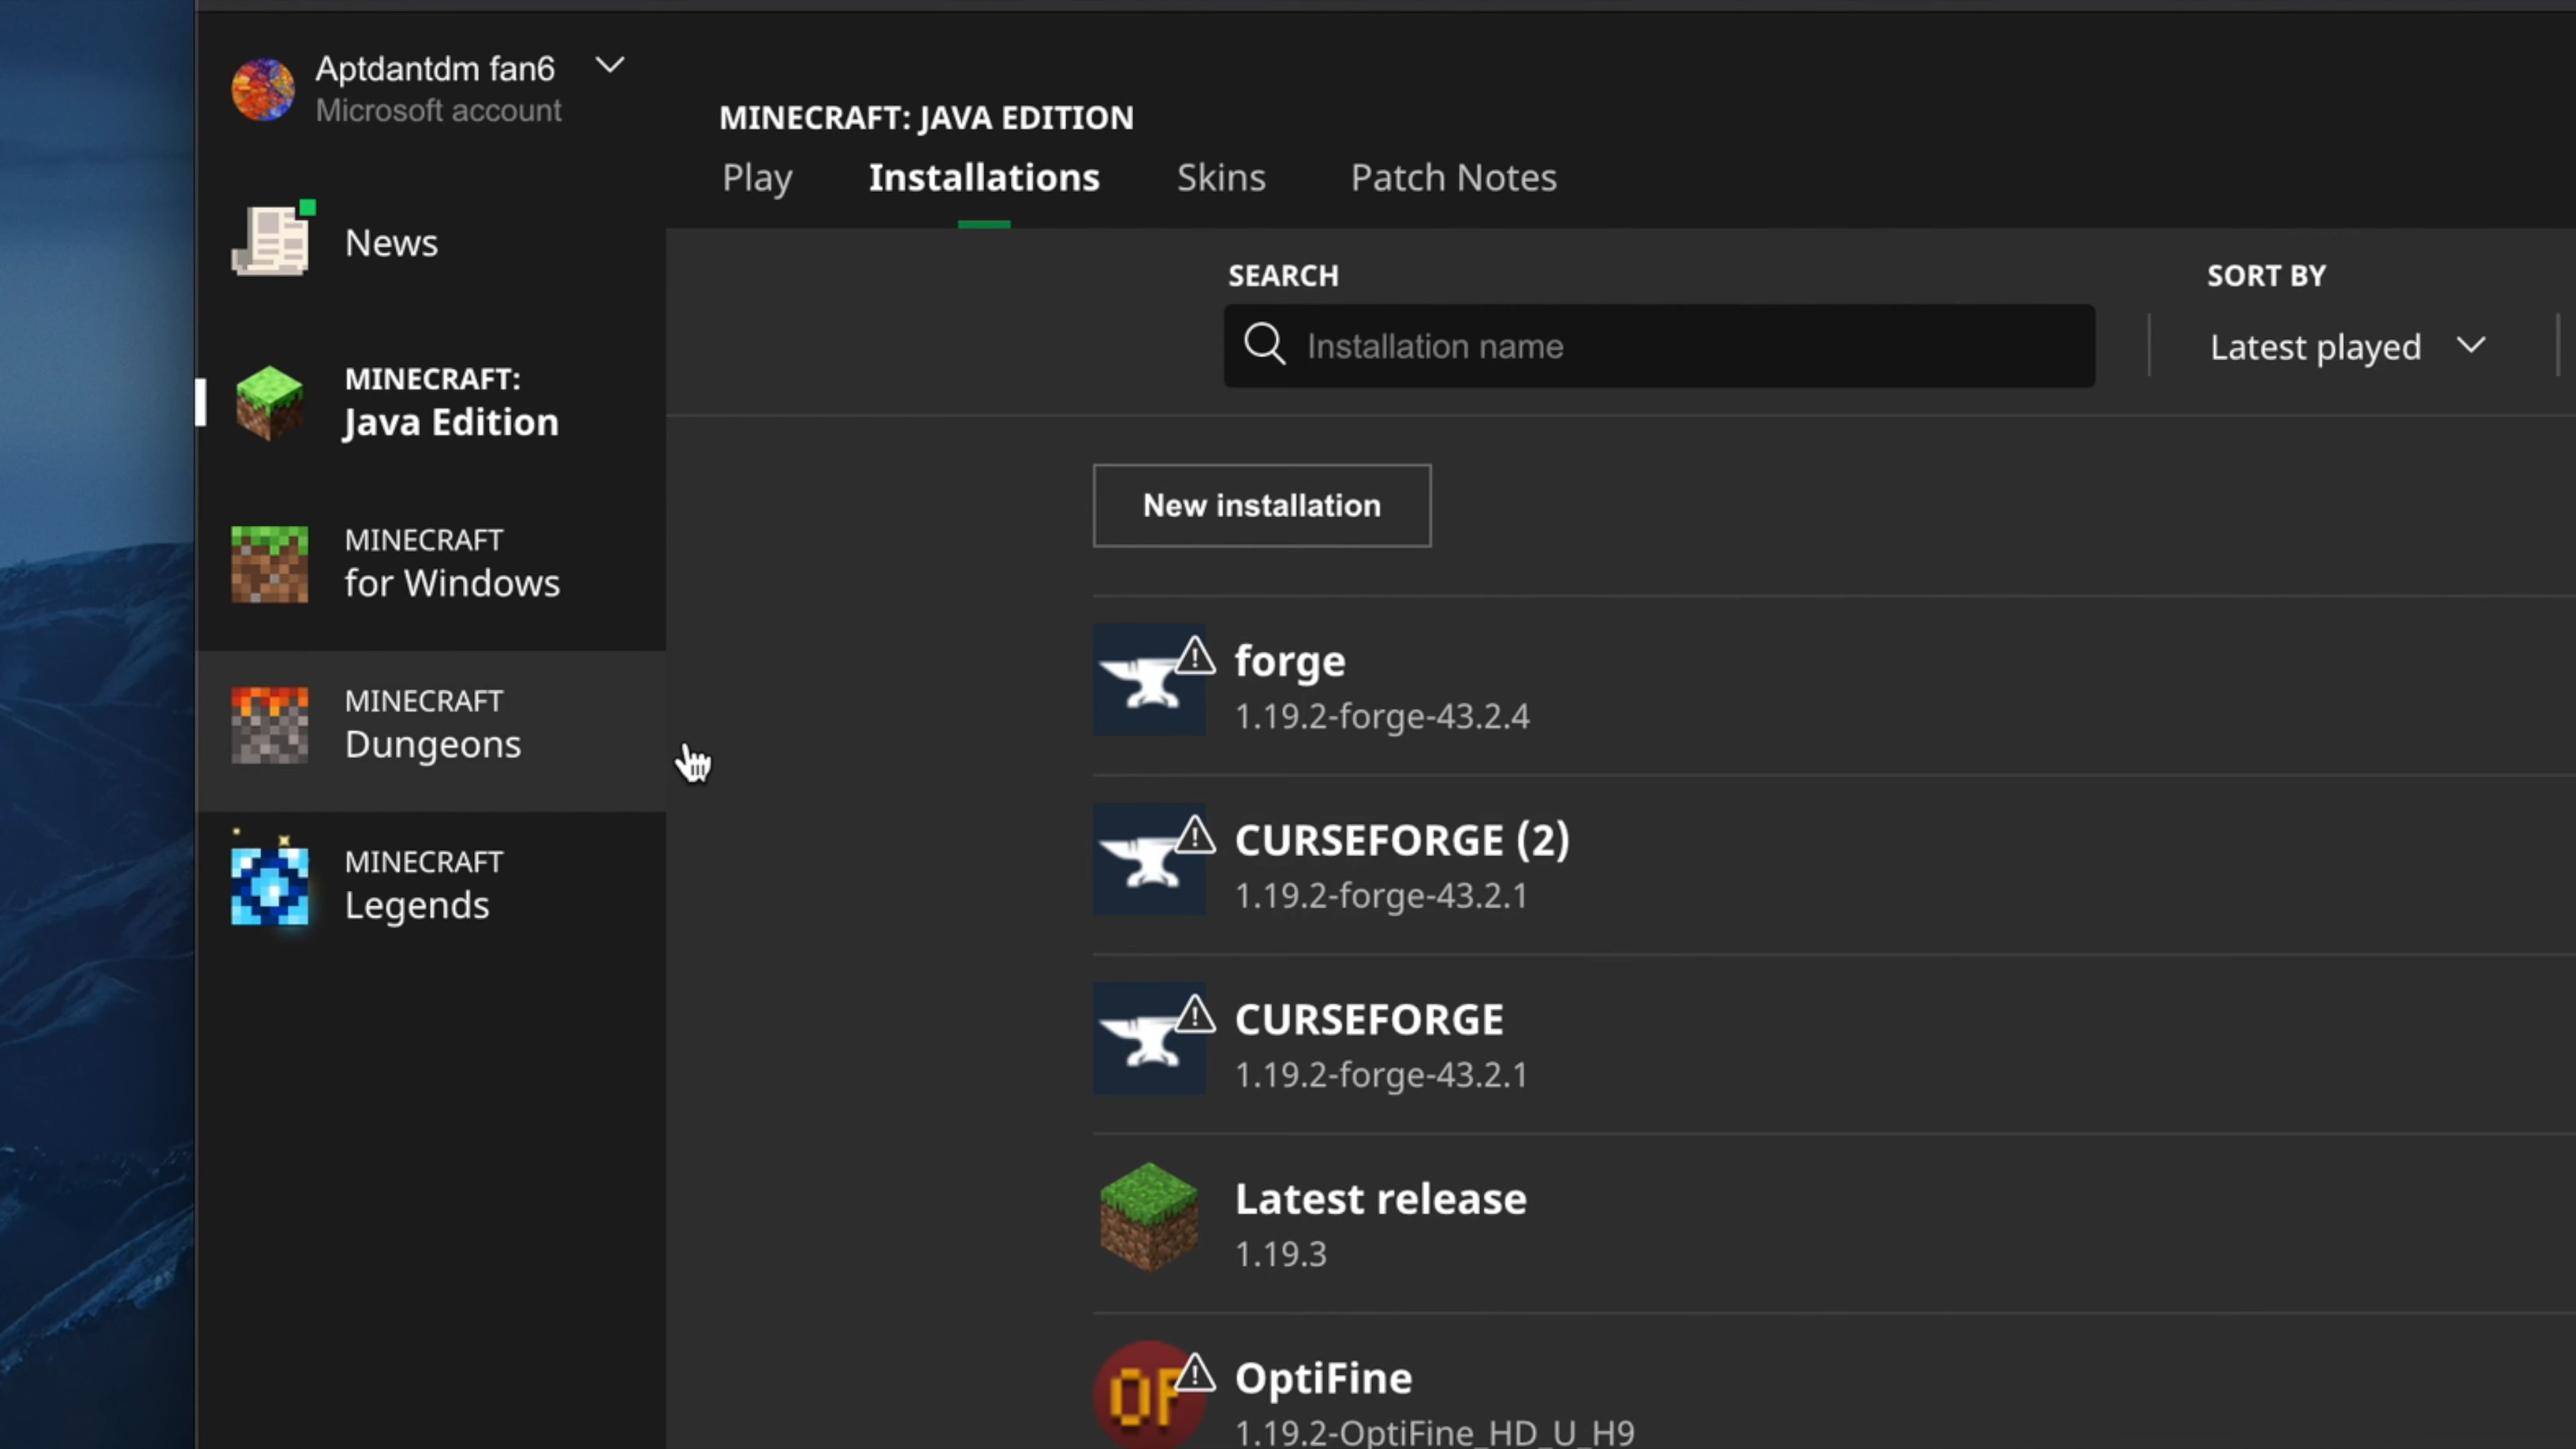 Aptdantdm fan6
Microsoft account
News
MINECRAFT:
Java Edition
MINECRAFT
for Windows
MINECRAFT
Dungeons
MINECRAFT
Legends
MINECRAFT: JAVA EDITION
Play Installations Skins Patch Notes
SEARCH
Installation name
SORT BY
Latest played
New installation
forge
1.19.2-forge-43.2.4
CURSEFORGE (2)
1.19.2-forge-43.2.1
CURSEFORGE
1.19.2-forge-43.2.1
Latest release
1.19.3
OF
OptiFine
1.19.2-OptiFine_HD_U_H9